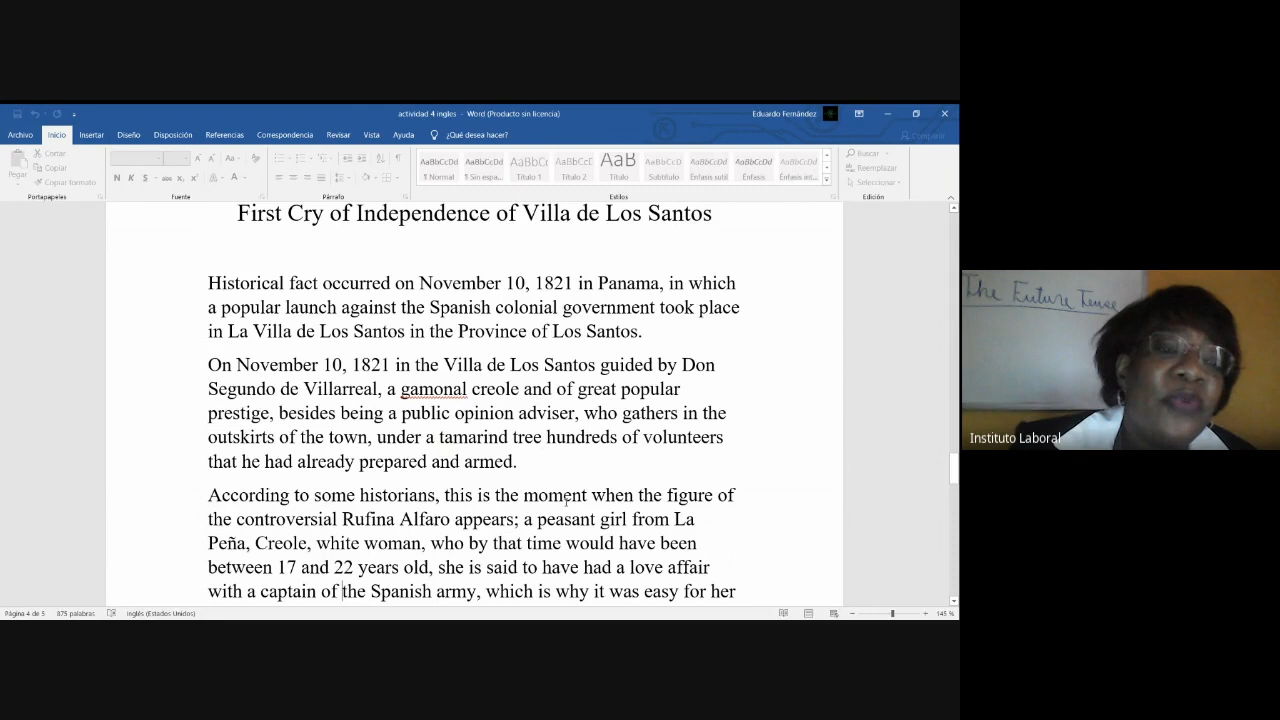 actividad 4 ingles - Word (Producto sin licencia)
Eduardo Fernández
Archivo Inicio Insertar Diseño Disposición Referencias Correspondencia Revisar Vista Ayuda ¿Qué desea hacer? Compartir
Pegar
Cortar
Copiar
Copiar formato
Portapapeles
N K S abc x₂ x² A A
Aa
Fuente
Párrafo
AaBbCcDd AaBbCcDd AaBbCc AaBbCcD AaB AaBbCcD AaBbCcDd AaBbCcDd AaBbCcDd
¶ Normal ¶ Sin espa... Título 1 Título 2 Título Subtítulo Énfasis sutil Énfasis Énfasis int...
Estilos
Buscar
Reemplazar
Seleccionar
Edición
First Cry of Independence of Villa de Los Santos
Historical fact occurred on November 10, 1821 in Panama, in which
a popular launch against the Spanish colonial government took place
in La Villa de Los Santos in the Province of Los Santos.
On November 10, 1821 in the Villa de Los Santos guided by Don
Segundo de Villarreal, a gamonal creole and of great popular
prestige, besides being a public opinion adviser, who gathers in the
outskirts of the town, under a tamarind tree hundreds of volunteers
that he had already prepared and armed.
According to some historians, this is the moment when the figure of
the controversial Rufina Alfaro appears; a peasant girl from La
Peña, Creole, white woman, who by that time would have been
between 17 and 22 years old, she is said to have had a love affair
with a captain of the Spanish army, which is why it was easy for her
Página 4 de 5 875 palabras Inglés (Estados Unidos) 145 %
The Future Tense
Instituto Laboral